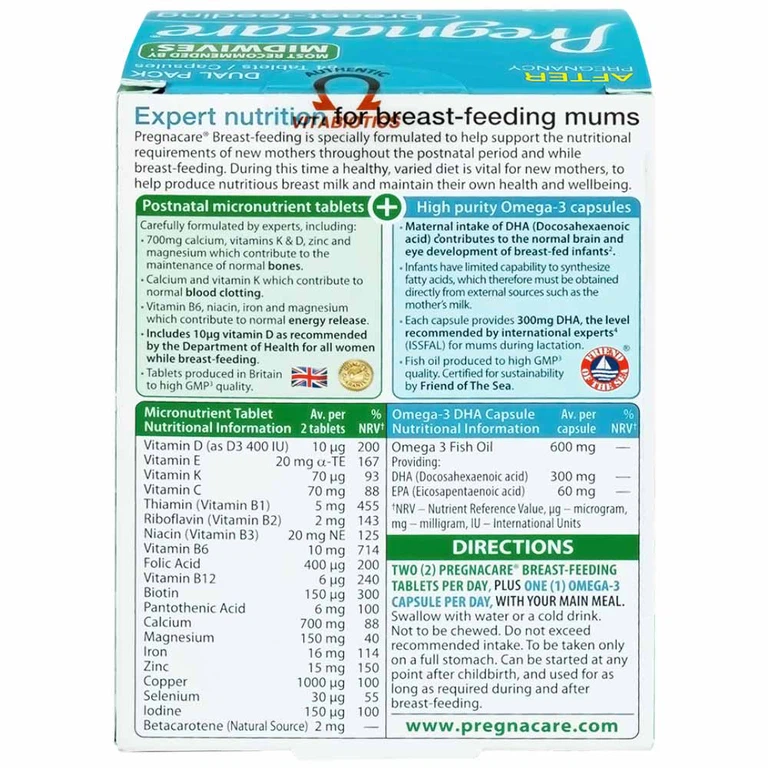 Pregnacare
breast-feeding
MOST RECOMMENDED BY
MIDWIVES
AFTER
PREGNANCY
DUAL PACK
84 Tablets/Capsules
AUTHENTIC
VITABIOTICS
Expert nutrition for breast-feeding mums
Pregnacare® Breast-feeding is specially formulated to help support the nutritional
requirements of new mothers throughout the postnatal period and while
breast-feeding. During this time a healthy, varied diet is vital for new mothers, to
help produce nutritious breast milk and maintain their own health and wellbeing.
Postnatal micronutrient tablets
Carefully formulated by experts, including:
• 700mg calcium, vitamins K & D, zinc and
magnesium which contribute to the
maintenance of normal bones.
• Calcium and vitamin K which contribute to
normal blood clotting.
• Vitamin B6, niacin, iron and magnesium
which contribute to normal energy release.
• Includes 10µg vitamin D as recommended
by the Department of Health for all women
while breast-feeding.
• Tablets produced in Britain
to high GMP³ quality.
+
High purity Omega-3 capsules
• Maternal intake of DHA (Docosahexaenoic
acid) contributes to the normal brain and
eye development of breast-fed infants².
• Infants have limited capability to synthesize
fatty acids, which therefore must be obtained
directly from external sources such as the
mother's milk.
• Each capsule provides 300mg DHA, the level
recommended by international experts⁴
(ISSFAL) for mums during lactation.
• Fish oil produced to high GMP³
quality. Certified for sustainability
by Friend of The Sea.
FRIEND
OF THE SEA
®
Micronutrient Tablet Av. per %
Nutritional Information 2 tablets NRV†
Vitamin D (as D3 400 IU) 10 µg 200
Vitamin E 20 mg α-TE 167
Vitamin K 70 µg 93
Vitamin C 70 mg 88
Thiamin (Vitamin B1) 5 mg 455
Riboflavin (Vitamin B2) 2 mg 143
Niacin (Vitamin B3) 20 mg NE 125
Vitamin B6 10 mg 714
Folic Acid 400 µg 200
Vitamin B12 6 µg 240
Biotin 150 µg 300
Pantothenic Acid 6 mg 100
Calcium 700 mg 88
Magnesium 150 mg 40
Iron 16 mg 114
Zinc 15 mg 150
Copper 1000 µg 100
Selenium 30 µg 55
Iodine 150 µg 100
Betacarotene (Natural Source) 2 mg —
Omega-3 DHA Capsule Av. per %
Nutritional Information capsule NRV†
Omega 3 Fish Oil 600 mg —
Providing:
DHA (Docosahexaenoic acid) 300 mg —
EPA (Eicosapentaenoic acid) 60 mg —
†NRV – Nutrient Reference Value, µg – microgram,
mg – milligram, IU – International Units
DIRECTIONS
TWO (2) PREGNACARE® BREAST-FEEDING
TABLETS PER DAY, PLUS ONE (1) OMEGA-3
CAPSULE PER DAY, WITH YOUR MAIN MEAL.
Swallow with water or a cold drink.
Not to be chewed. Do not exceed
recommended intake. To be taken only
on a full stomach. Can be started at any
point after childbirth, and used for as
long as required during and after
breast-feeding.
www.pregnacare.com